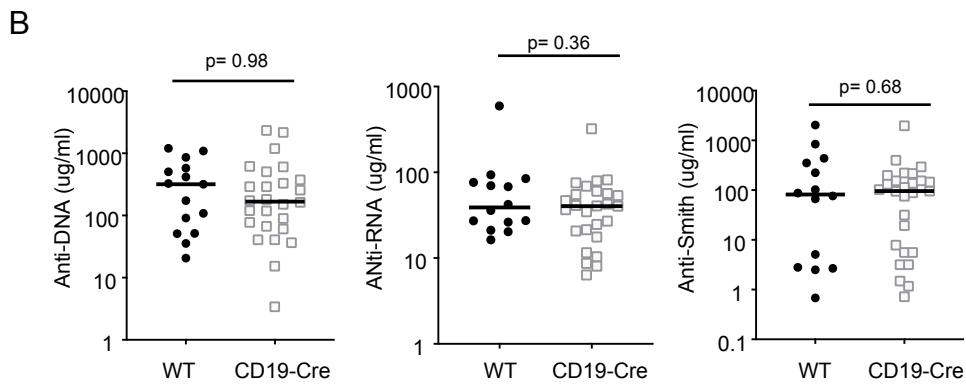 B
p= 0.98
Anti-DNA (ug/ml)
10000
1000
100
10
1
WT
CD19-Cre
p= 0.36
ANti-RNA (ug/ml)
1000
100
10
1
WT
CD19-Cre
p= 0.68
Anti-Smith (ug/ml)
10000
1000
100
10
1
0.1
WT
CD19-Cre